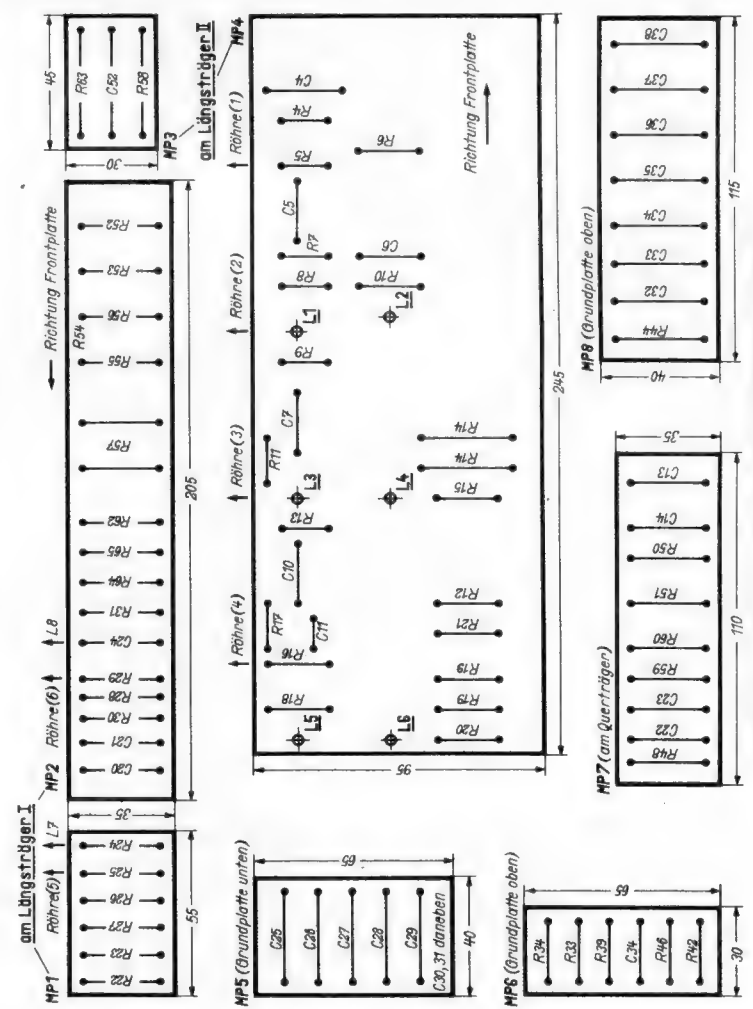 am Längsträger I
MP1
Röhre(5)
L7
R22
R23
R27
R26
R25
R24
55
35
MP2
Röhre(6)
L8
Richtung Frontplatte
C20
C21
R30
R28
R29
C24
R31
R64
R65
R62
R57
R55
R54
R56
R53
R52
205
45
R63
C52
R58
30
MP3
am Längsträger II
MP4
Röhre(4)
Röhre(3)
Röhre(2)
Röhre(1)
C4
R4
R5
R6
C5
R7
C6
R8
R10
L1
L2
R9
C7
R11
R14
R14
L3
L4
R15
R13
C10
R17
C11
R12
R21
R16
R19
R18
R19
L5
L6
R20
Richtung Frontplatte
95
245
MP5 (Grundplatte unten)
65
C25
C26
C27
C28
C29
C30,31 daneben
40
MP6 (Grundplatte oben)
65
R34
R33
R39
C34
R46
R42
30
MP7 (am Querträger)
35
R48
C22
C23
R59
R60
R51
R50
C14
C13
110
MP8 (Grundplatte oben)
40
R44
C32
C33
C34
C35
C36
C37
C38
115